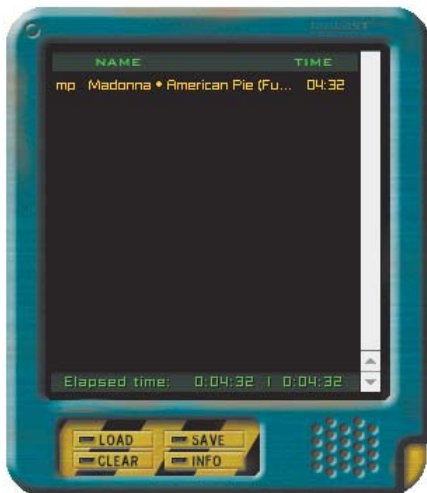 NAME TIME
mp Madonna • American Pie (Fu... 04:32
Elapsed time: 0:04:32 | 0:04:32
LOAD SAVE
CLEAR INFO